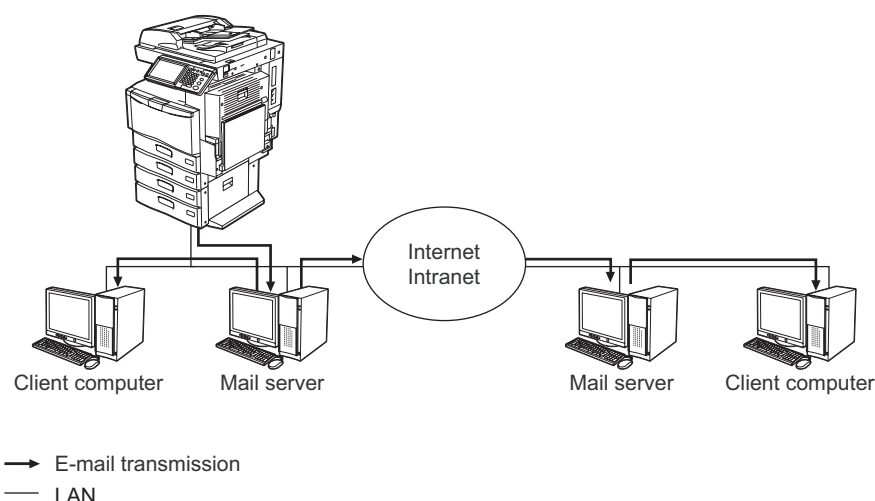 Internet
Intranet
Client computer
Mail server
Mail server
Client computer
E-mail transmission
LAN